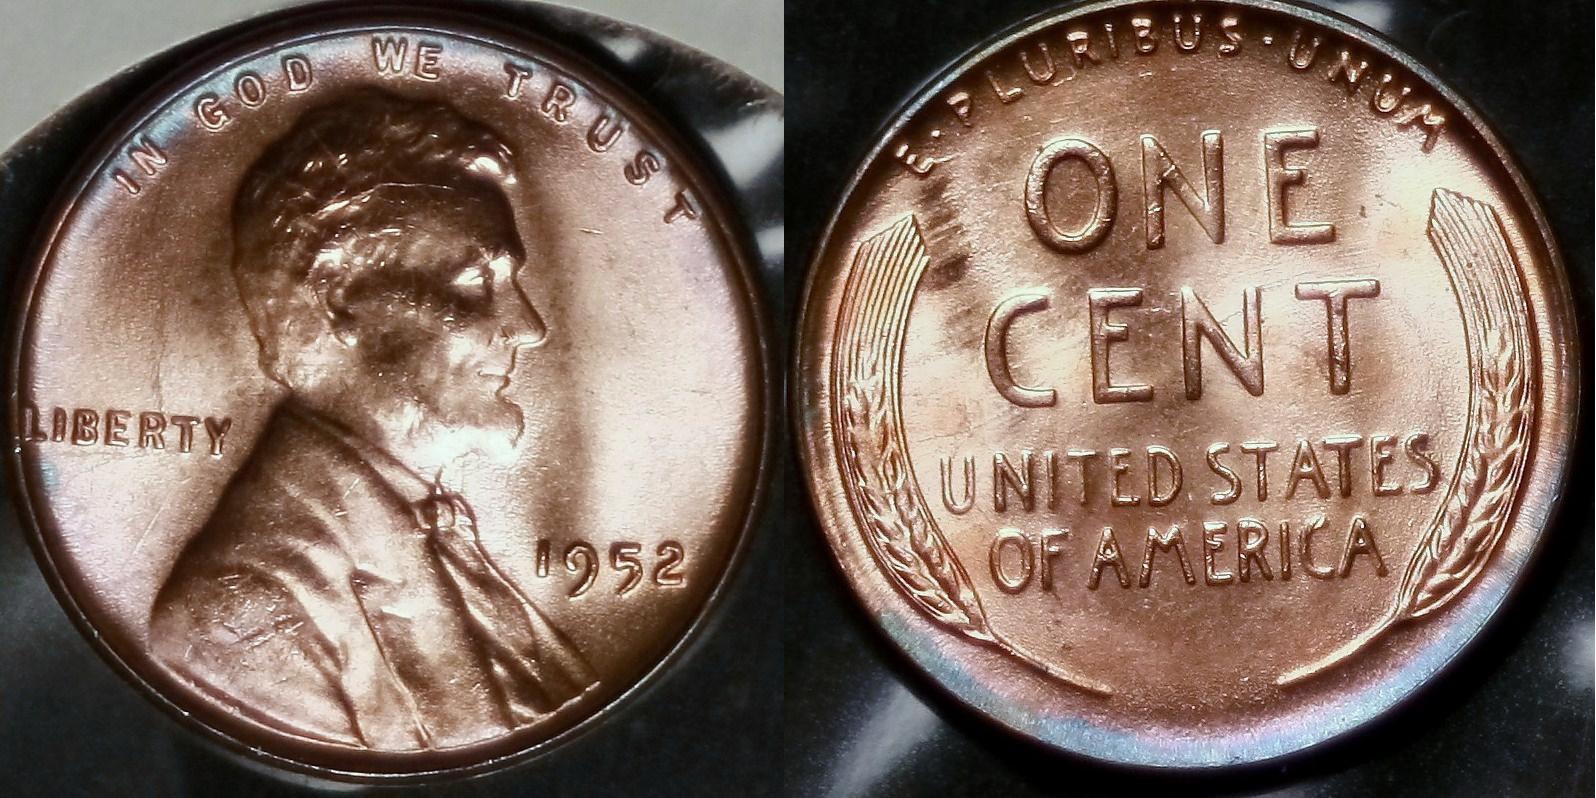 IN GOD WE TRUST
LIBERTY
1952
E·PLURIBUS·UNUM
ONE
CENT
UNITED STATES
OF AMERICA